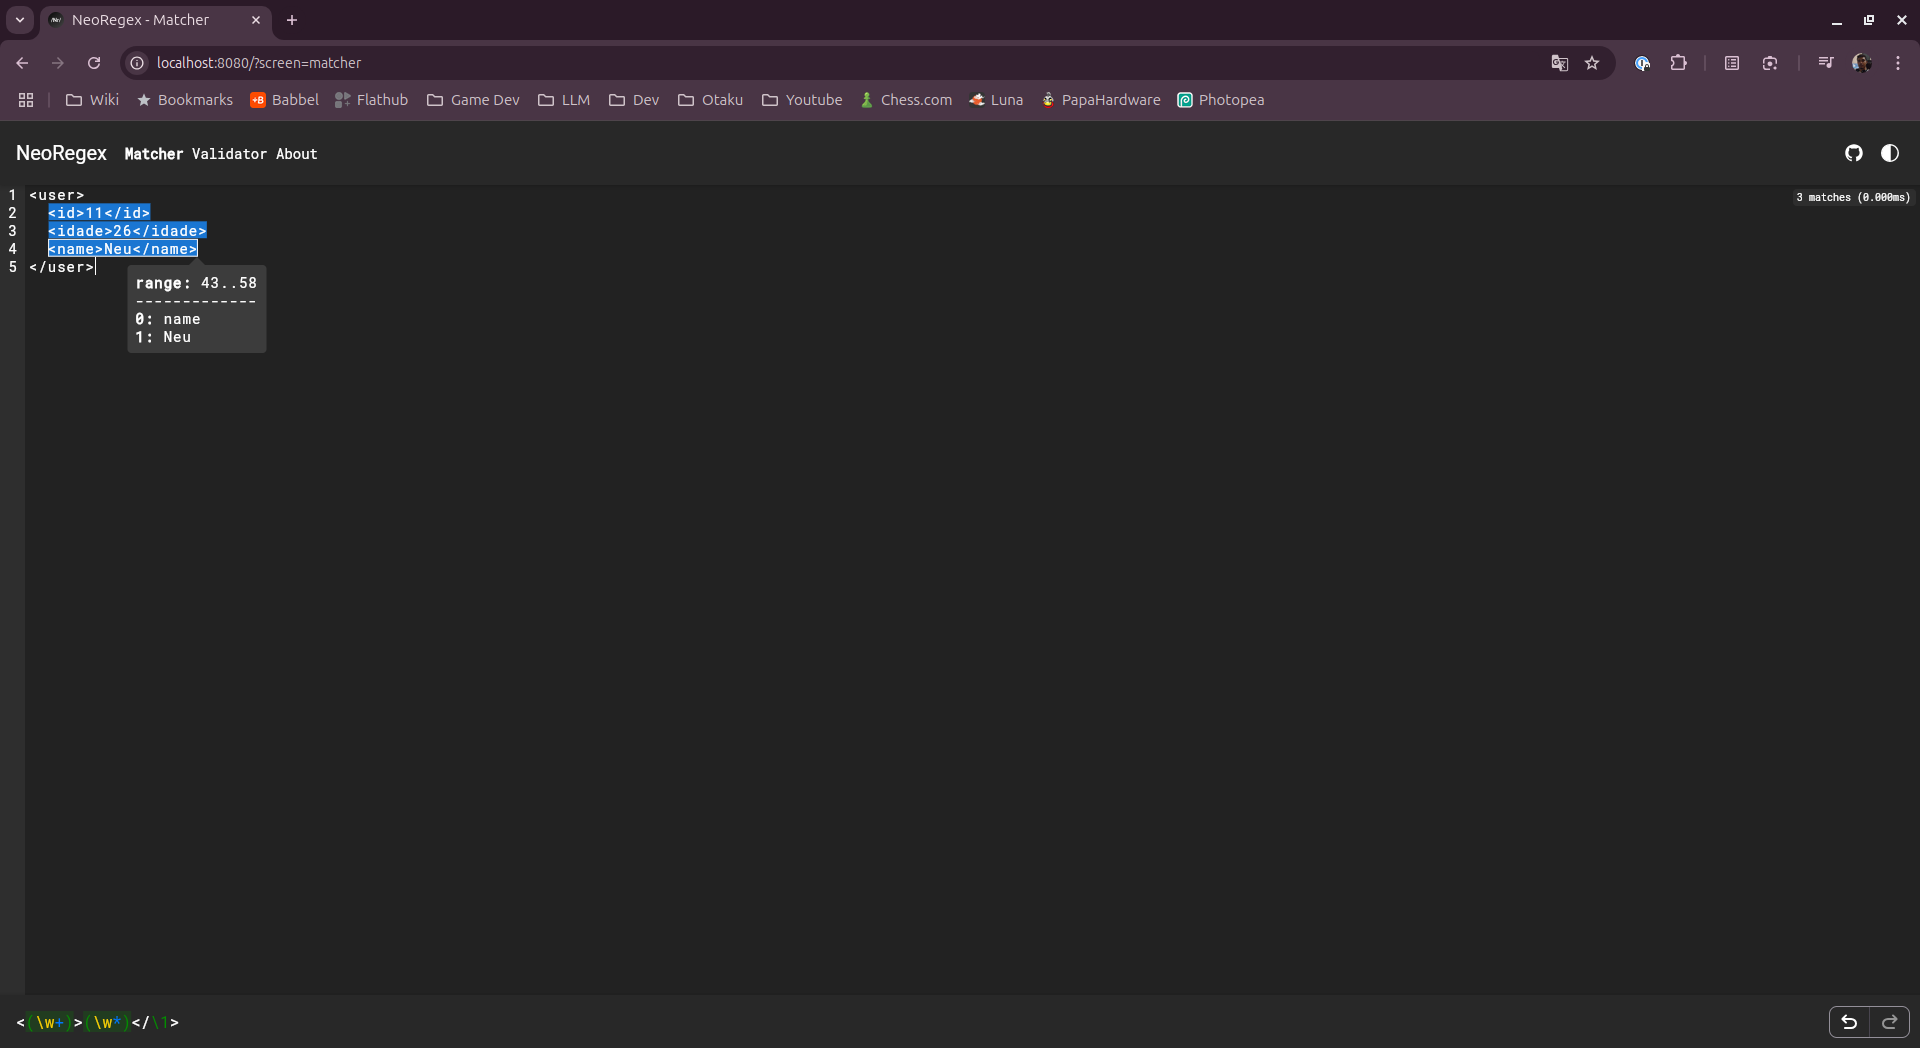 NeoRegex - Matcher
localhost:8080/?screen=matcher
Wiki Bookmarks +B Babbel Flathub Game Dev LLM Dev Otaku Youtube Chess.com Luna PapaHardware Photopea
NeoRegex Matcher Validator About
3 matches (0.000ms)
1 <user>
2 <id>11</id>
3 <idade>26</idade>
4 <name>Neu</name>
5 </user>
range: 43..58
-------------
0: name
1: Neu
<(\w+)>(\w*)</\1>